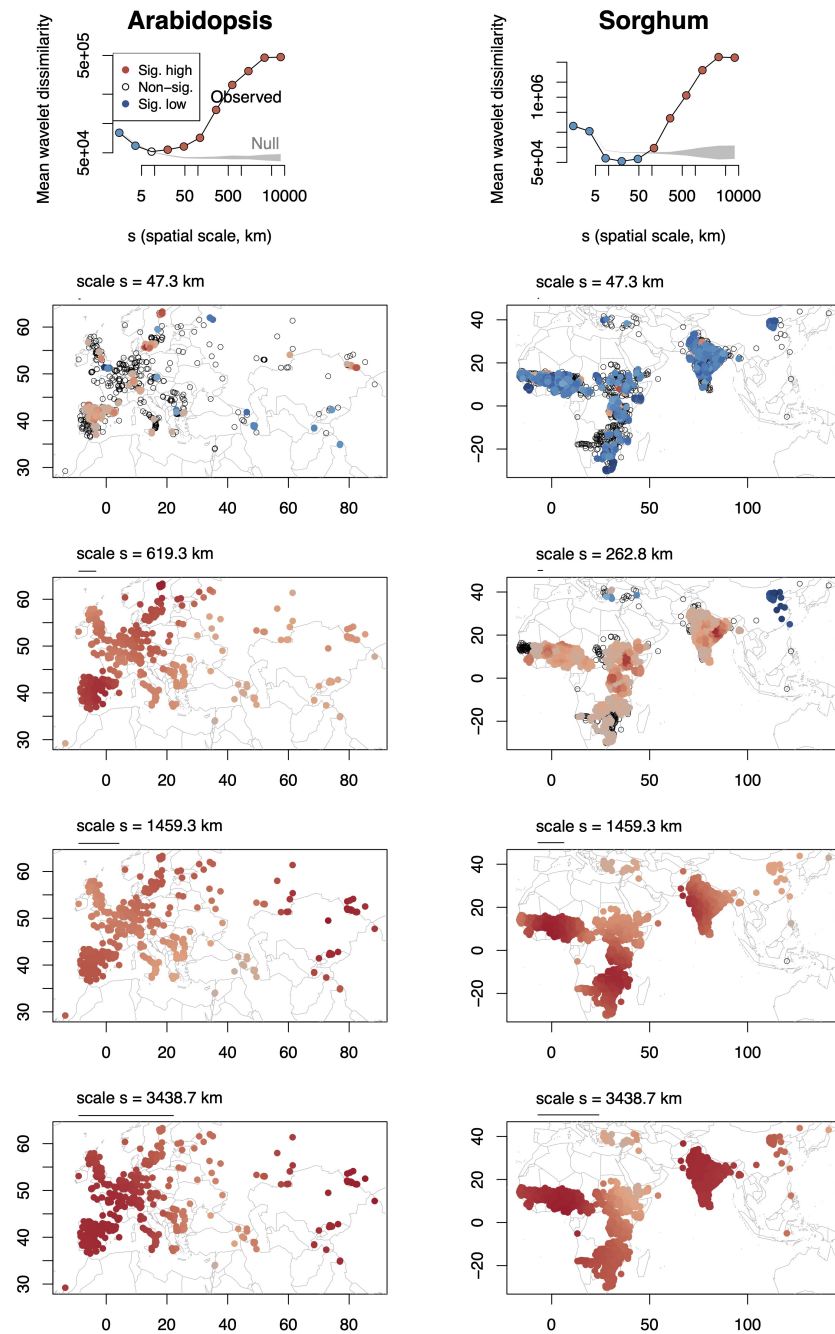 Arabidopsis
Mean wavelet dissimilarity
5e+05
5e+04
Sig. high
Non−sig.
Sig. low
Observed
Null
5 50 500 10000
s (spatial scale, km)
Sorghum
Mean wavelet dissimilarity
1e+06
5e+04
5 50 500 10000
s (spatial scale, km)
scale s = 47.3 km
60
50
40
30
0 20 40 60 80
scale s = 47.3 km
40
20
0
−20
0 50 100
scale s = 619.3 km
60
50
40
30
0 20 40 60 80
scale s = 262.8 km
40
20
0
−20
0 50 100
scale s = 1459.3 km
60
50
40
30
0 20 40 60 80
scale s = 1459.3 km
40
20
0
−20
0 50 100
scale s = 3438.7 km
60
50
40
30
0 20 40 60 80
scale s = 3438.7 km
40
20
0
−20
0 50 100